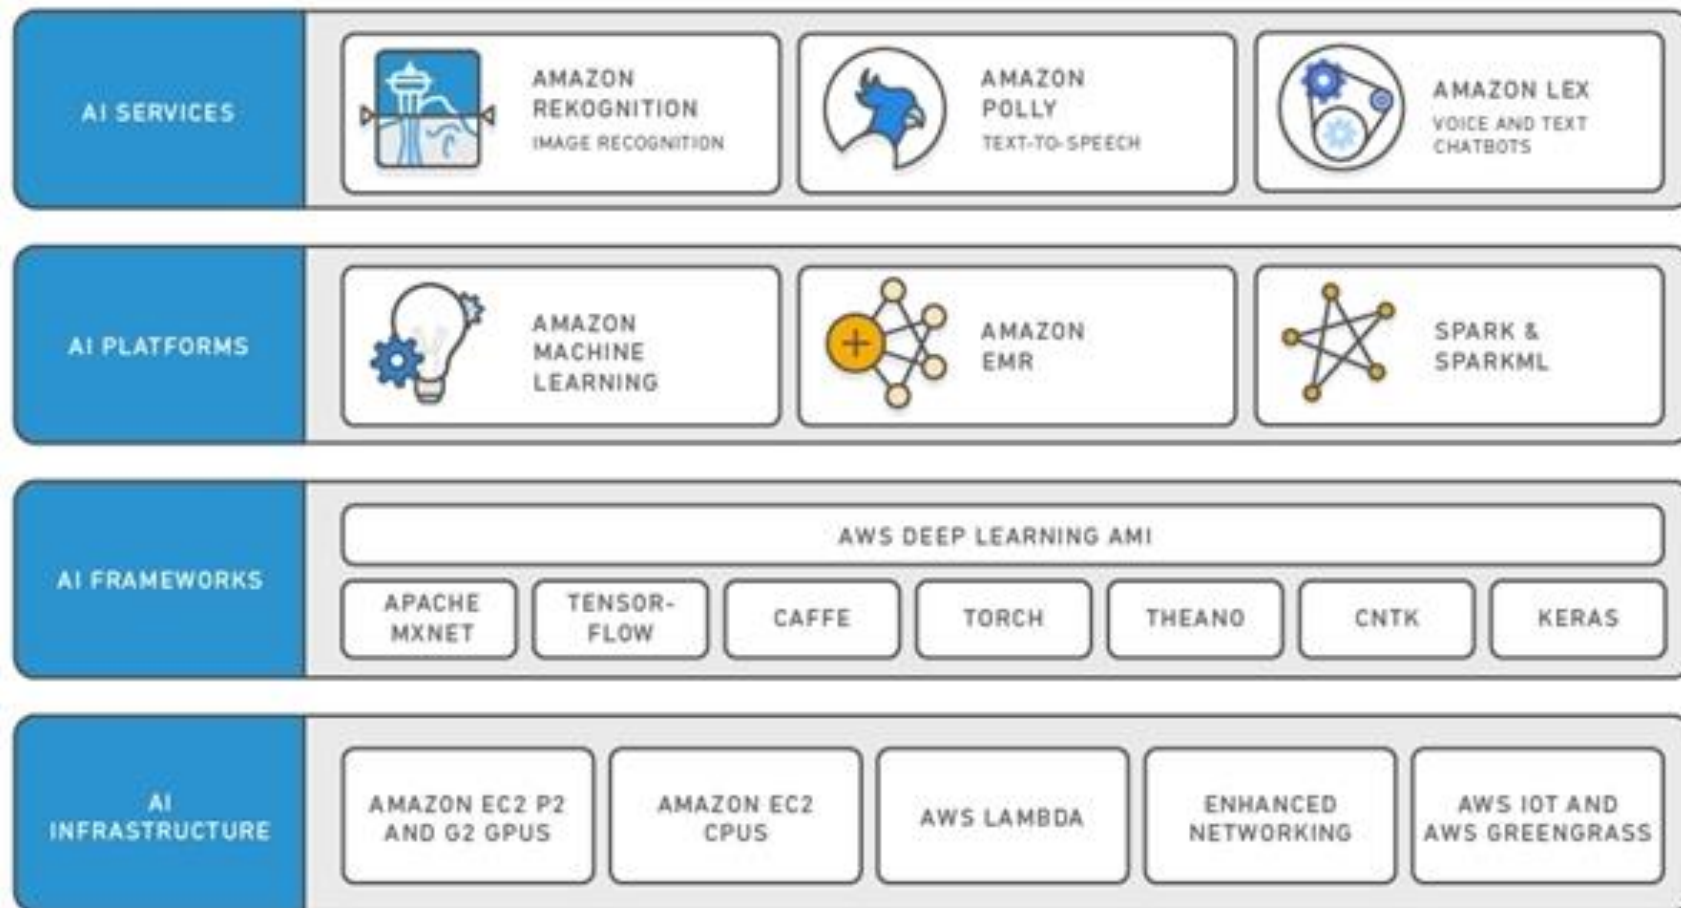 AI SERVICES
AMAZON
REKOGNITION
IMAGE RECOGNITION
AMAZON
POLLY
TEXT-TO-SPEECH
AMAZON LEX
VOICE AND TEXT
CHATBOTS
AI PLATFORMS
AMAZON
MACHINE
LEARNING
AMAZON
EMR
SPARK &
SPARKML
AI FRAMEWORKS
AWS DEEP LEARNING AMI
APACHE
MXNET
TENSOR-
FLOW
CAFFE
TORCH
THEANO
CNTK
KERAS
AI
INFRASTRUCTURE
AMAZON EC2 P2
AND G2 GPUS
AMAZON EC2
CPUS
AWS LAMBDA
ENHANCED
NETWORKING
AWS IOT AND
AWS GREENGRASS